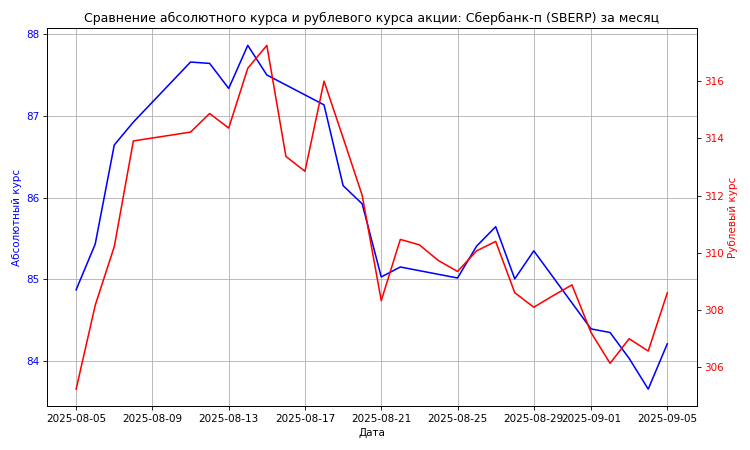 Сравнение абсолютного курса и рублевого курса акции: Сбербанк-п (SBERP) за месяц
88
87
86
85
84
Абсолютный курс
316
314
312
310
308
306
Рублевый курс
2025-08-05 2025-08-09 2025-08-13 2025-08-17 2025-08-21 2025-08-25 2025-08-29 2025-09-01 2025-09-05
Дата